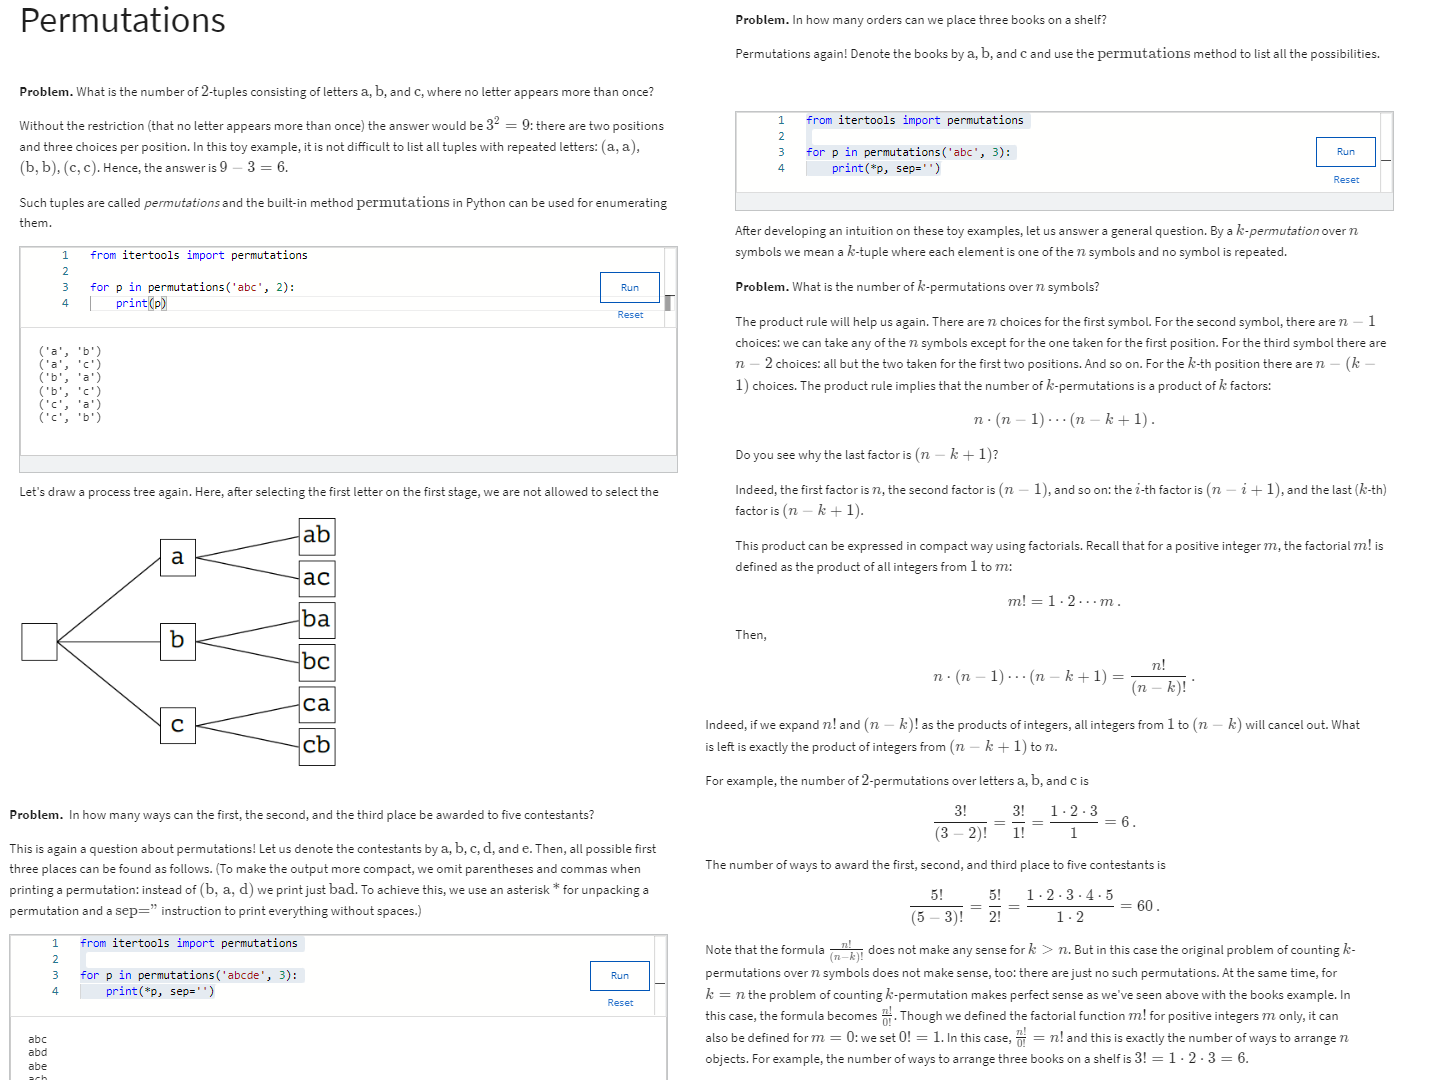 Permutations
Problem. What is the number of 2-tuples consisting of letters a, b, and c, where no letter appears more than once?
Without the restriction (that no letter appears more than once) the answer would be 3² = 9: there are two positions
and three choices per position. In this toy example, it is not difficult to list all tuples with repeated letters: (a, a),
(b, b), (c, c). Hence, the answer is 9 − 3 = 6.
Such tuples are called permutations and the built-in method permutations in Python can be used for enumerating
them.
1 from itertools import permutations
2
3 for p in permutations('abc', 2):
4 print(p)
Run
Reset
('a', 'b')
('a', 'c')
('b', 'a')
('b', 'c')
('c', 'a')
('c', 'b')
Let's draw a process tree again. Here, after selecting the first letter on the first stage, we are not allowed to select the
ab
a
ac
ba
b
bc
ca
c
cb
Problem. In how many ways can the first, the second, and the third place be awarded to five contestants?
This is again a question about permutations! Let us denote the contestants by a, b, c, d, and e. Then, all possible first
three places can be found as follows. (To make the output more compact, we omit parentheses and commas when
printing a permutation: instead of (b, a, d) we print just bad. To achieve this, we use an asterisk * for unpacking a
permutation and a sep=” instruction to print everything without spaces.)
1 from itertools import permutations
2
3 for p in permutations('abcde', 3):
4 print(*p, sep='')
Run
Reset
abc
abd
abe
acb
Problem. In how many orders can we place three books on a shelf?
Permutations again! Denote the books by a, b, and c and use the permutations method to list all the possibilities.
1 from itertools import permutations
2
3 for p in permutations('abc', 3):
4 print(*p, sep='')
Run
Reset
After developing an intuition on these toy examples, let us answer a general question. By a k-permutation over n
symbols we mean a k-tuple where each element is one of the n symbols and no symbol is repeated.
Problem. What is the number of k-permutations over n symbols?
The product rule will help us again. There are n choices for the first symbol. For the second symbol, there are n − 1
choices: we can take any of the n symbols except for the one taken for the first position. For the third symbol there are
n − 2 choices: all but the two taken for the first two positions. And so on. For the k-th position there are n − (k −
1) choices. The product rule implies that the number of k-permutations is a product of k factors:
n · (n − 1) ⋯ (n − k + 1) .
Do you see why the last factor is (n − k + 1)?
Indeed, the first factor is n, the second factor is (n − 1), and so on: the i-th factor is (n − i + 1), and the last (k-th)
factor is (n − k + 1).
This product can be expressed in compact way using factorials. Recall that for a positive integer m, the factorial m! is
defined as the product of all integers from 1 to m:
m! = 1 · 2 ⋯ m .
Then,
n · (n − 1) ⋯ (n − k + 1) = n! / (n − k)! .
Indeed, if we expand n! and (n − k)! as the products of integers, all integers from 1 to (n − k) will cancel out. What
is left is exactly the product of integers from (n − k + 1) to n.
For example, the number of 2-permutations over letters a, b, and c is
3! / (3 − 2)! = 3! / 1! = 1 · 2 · 3 / 1 = 6 .
The number of ways to award the first, second, and third place to five contestants is
5! / (5 − 3)! = 5! / 2! = 1 · 2 · 3 · 4 · 5 / 1 · 2 = 60 .
Note that the formula n!/(n−k)! does not make any sense for k > n. But in this case the original problem of counting k-
permutations over n symbols does not make sense, too: there are just no such permutations. At the same time, for
k = n the problem of counting k-permutation makes perfect sense as we've seen above with the books example. In
this case, the formula becomes n!/0!. Though we defined the factorial function m! for positive integers m only, it can
also be defined for m = 0: we set 0! = 1. In this case, n!/0! = n! and this is exactly the number of ways to arrange n
objects. For example, the number of ways to arrange three books on a shelf is 3! = 1 · 2 · 3 = 6.